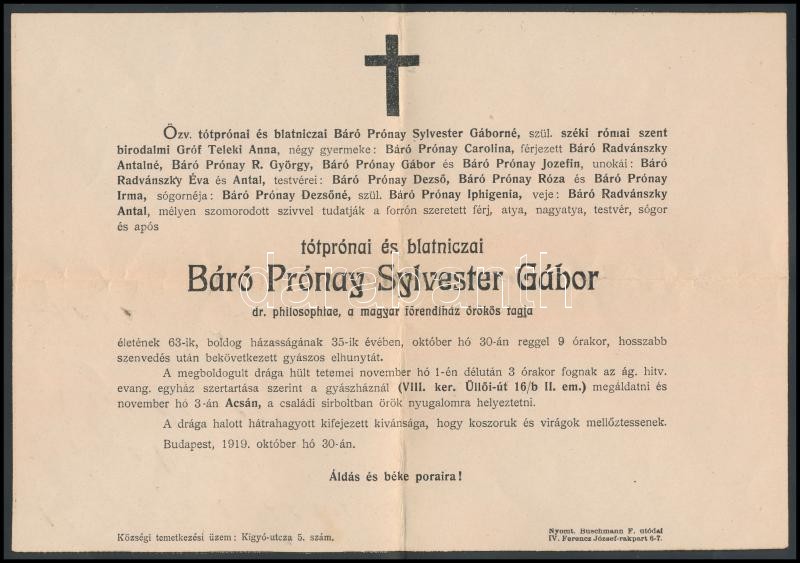 Özv. tótprónai és blatniczai Báró Prónay Sylvester Gáborné, szül. széki római szent
birodalmi Gróf Teleki Anna, négy gyermeke: Báró Prónay Carolina, férjezett Báró Radvánszky
Antalné, Báró Prónay R. György, Báró Prónay Gábor és Báró Prónay Jozefin, unokái: Báró
Radvánszky Éva és Antal, testvérei: Báró Prónay Dezső, Báró Prónay Róza és Báró Prónay
Irma, sógornéja: Báró Prónay Dezsőné, szül. Báró Prónay Iphigenia, veje: Báró Radvánszky
Antal, mélyen szomorodott szivvel tudatják a forrón szeretett férj, atya, nagyatya, testvér, sógor
és após
tótprónai és blatniczai
Báró Prónay Sylvester Gábor
dr. philosophiae, a magyar főrendiház örökös tagja
életének 63-ik, boldog házasságának 35-ik évében, október hó 30-án reggel 9 órakor, hosszabb
szenvedés után bekövetkezett gyászos elhunytát.
A megboldogult drága hült tetemei november hó 1-én délután 3 órakor fognak az ág. hitv.
evang. egyház szertartása szerint a gyászháznál (VIII. ker. Üllői-út 16/b II. em.) megáldatni és
november hó 3-án Acsán, a családi sirboltban örök nyugalomra helyeztetni.
A drága halott hátrahagyott kifejezett kivánsága, hogy koszoruk és virágok mellőztessenek.
Budapest, 1919. október hó 30-án.
Áldás és béke poraira!
Községi temetkezési üzem: Kigyó-utcza 5. szám.
Nyomt. Buschmann F. utódai
IV. Ferencz József-rakpart 6-7.
darabanth